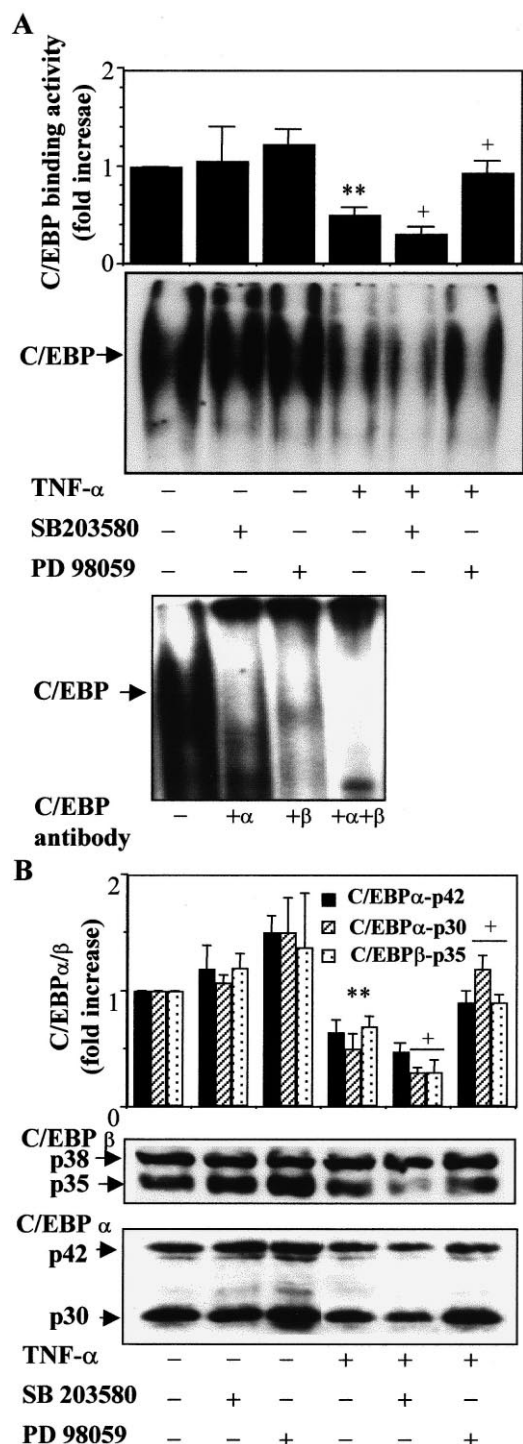 A
C/EBP binding activity
(fold incresae)
2
1
0
**
+
+
C/EBP
TNF-α – – – + + +
SB203580 – + – – + –
PD 98059 – – + – – +
C/EBP
C/EBP
antibody – +α +β +α+β
B
C/EBPα/β
(fold increase)
2
1
0
C/EBPα-p42
C/EBPα-p30
C/EBPβ-p35
**
+
+
C/EBP β
p38
p35
C/EBP α
p42
p30
TNF-α – – – + + +
SB 203580 – + – – + –
PD 98059 – – + – – +